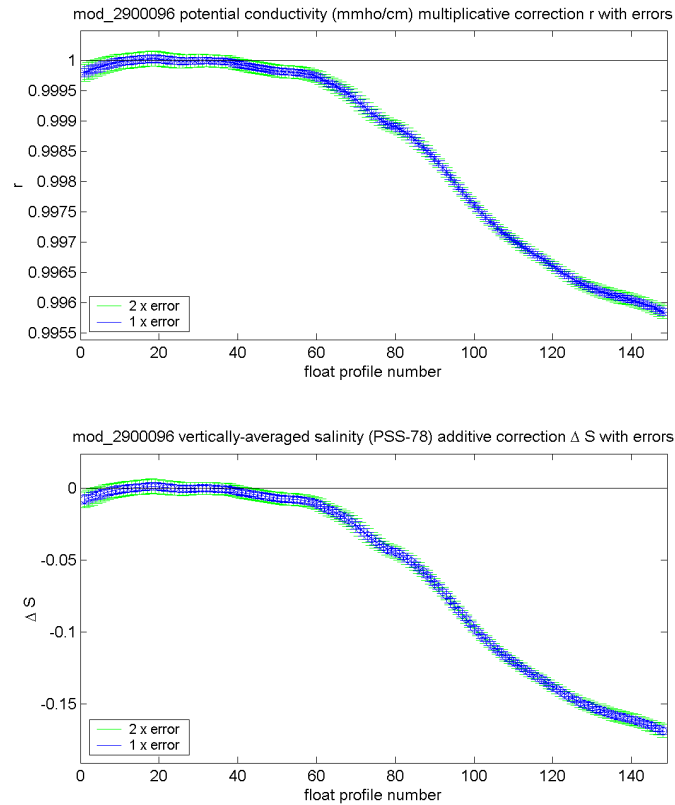 mod_2900096 potential conductivity (mmho/cm) multiplicative correction r with errors
1
0.9995
0.999
0.9985
0.998
0.9975
0.997
0.9965
0.996
0.9955
r
2 x error
1 x error
0 20 40 60 80 100 120 140
float profile number
mod_2900096 vertically-averaged salinity (PSS-78) additive correction Δ S with errors
0
-0.05
-0.1
-0.15
Δ S
2 x error
1 x error
0 20 40 60 80 100 120 140
float profile number